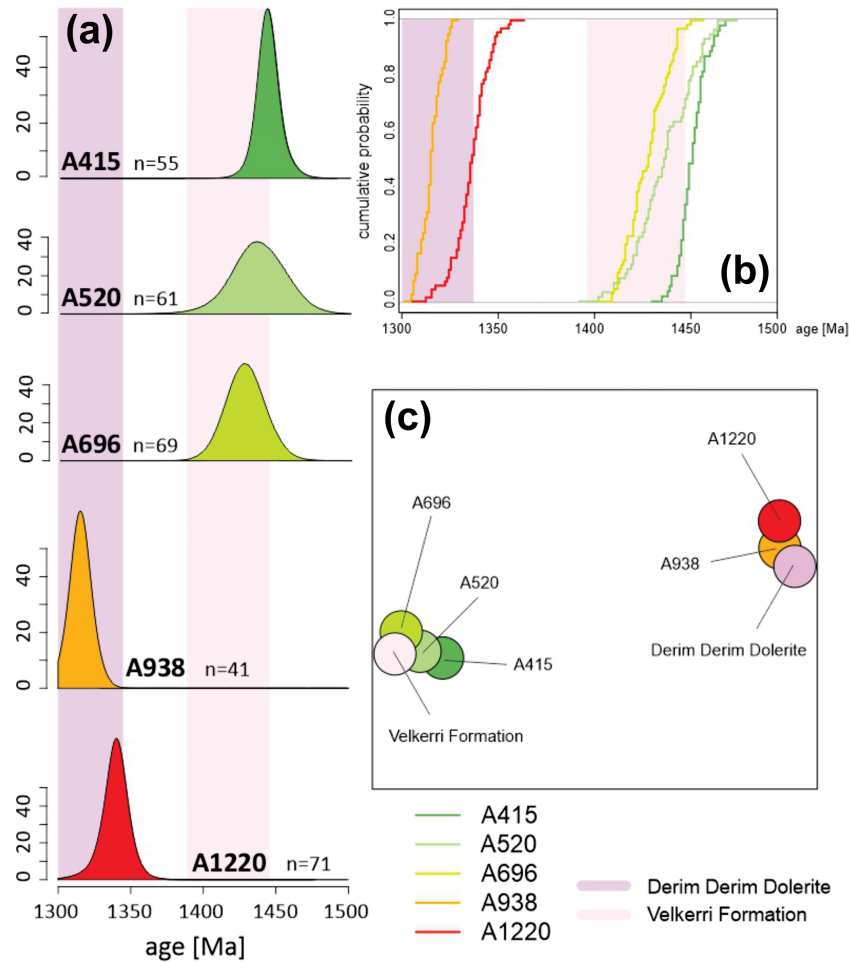 (a)
0 20 40
A415 n=55
0 20 40
A520 n=61
0 20 40
A696 n=69
0 20 40
A938 n=41
0 20 40
A1220 n=71
1300 1350 1400 1450 1500
age [Ma]
cumulative probability
0.0 0.2 0.4 0.6 0.8 1.0
(b)
1300 1350 1400 1450 1500 age [Ma]
(c)
A1220
A696
A938
A520
Derim Derim Dolerite
A415
Velkerri Formation
A415
A520
A696
A938
A1220
Derim Derim Dolerite
Velkerri Formation